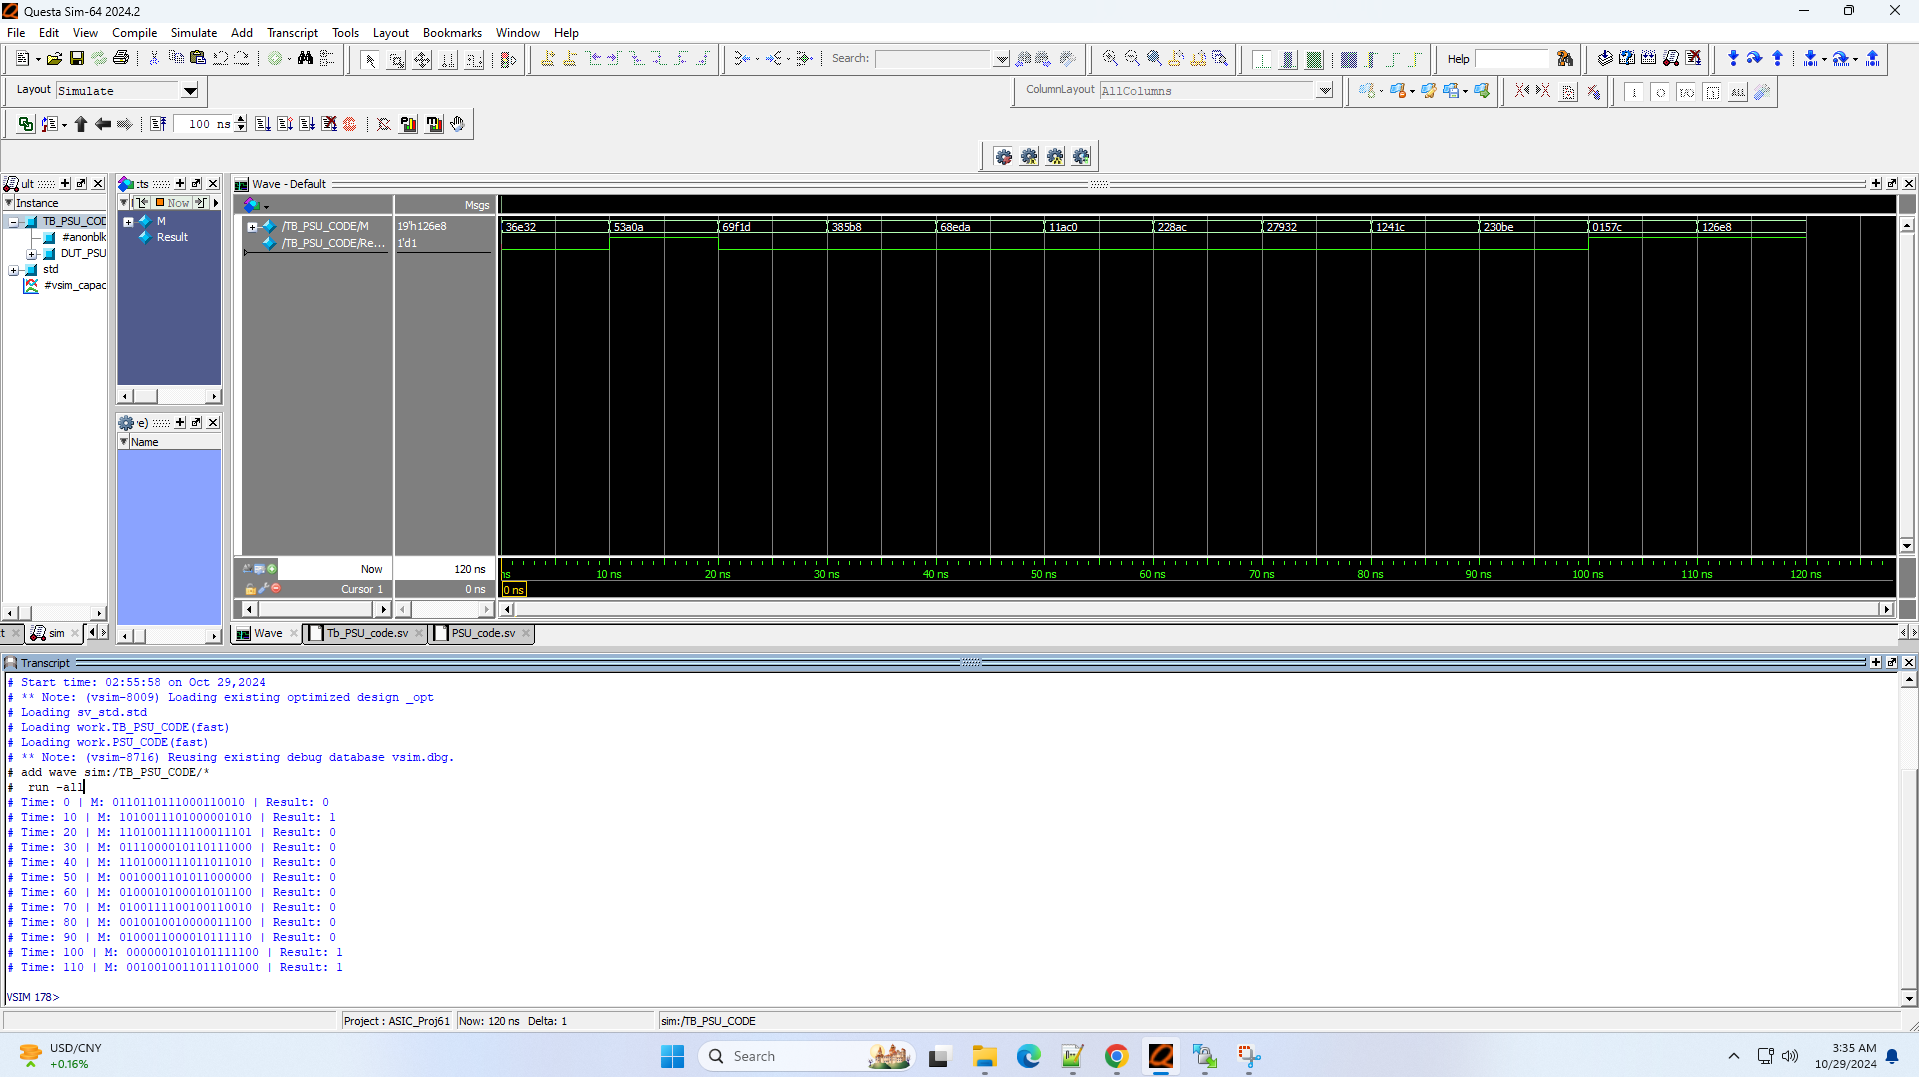 Questa Sim-64 2024.2
File Edit View Compile Simulate Add Transcript Tools Layout Bookmarks Window Help
Search:
Help
Layout Simulate
ColumnLayout AllColumns
100 ns
ult
Instance
TB_PSU_COD
#anonblk
DUT_PSU
std
#vsim_capac
sim
:ts
Now
M
Result
Name
Wave - Default
Msgs
/TB_PSU_CODE/M 19'h126e8 36e32 53a0a 69f1d 385b8 68eda 11ac0 228ac 27932 1241c 230be 0157c 126e8
/TB_PSU_CODE/Re... 1'd1
Now 120 ns
10 ns 20 ns 30 ns 40 ns 50 ns 60 ns 70 ns 80 ns 90 ns 100 ns 110 ns 120 ns
Cursor 1 0 ns 0 ns
Wave Tb_PSU_code.sv PSU_code.sv
Transcript
# Start time: 02:55:58 on Oct 29,2024
# ** Note: (vsim-8009) Loading existing optimized design _opt
# Loading sv_std.std
# Loading work.TB_PSU_CODE(fast)
# Loading work.PSU_CODE(fast)
# ** Note: (vsim-8716) Reusing existing debug database vsim.dbg.
# add wave sim:/TB_PSU_CODE/*
# run -all
# Time: 0 | M: 0110110111000110010 | Result: 0
# Time: 10 | M: 1010011101000001010 | Result: 1
# Time: 20 | M: 1101001111100011101 | Result: 0
# Time: 30 | M: 0111000010110111000 | Result: 0
# Time: 40 | M: 1101000111011011010 | Result: 0
# Time: 50 | M: 0010001101011000000 | Result: 0
# Time: 60 | M: 0100010100010101100 | Result: 0
# Time: 70 | M: 0100111100100110010 | Result: 0
# Time: 80 | M: 0010010010000011100 | Result: 0
# Time: 90 | M: 0100011000010111110 | Result: 0
# Time: 100 | M: 0000001010101111100 | Result: 1
# Time: 110 | M: 0010010011011101000 | Result: 1
VSIM 178>
Project : ASIC_Proj61 Now: 120 ns Delta: 1 sim:/TB_PSU_CODE
USD/CNY
+0.16%
Search
3:35 AM
10/29/2024